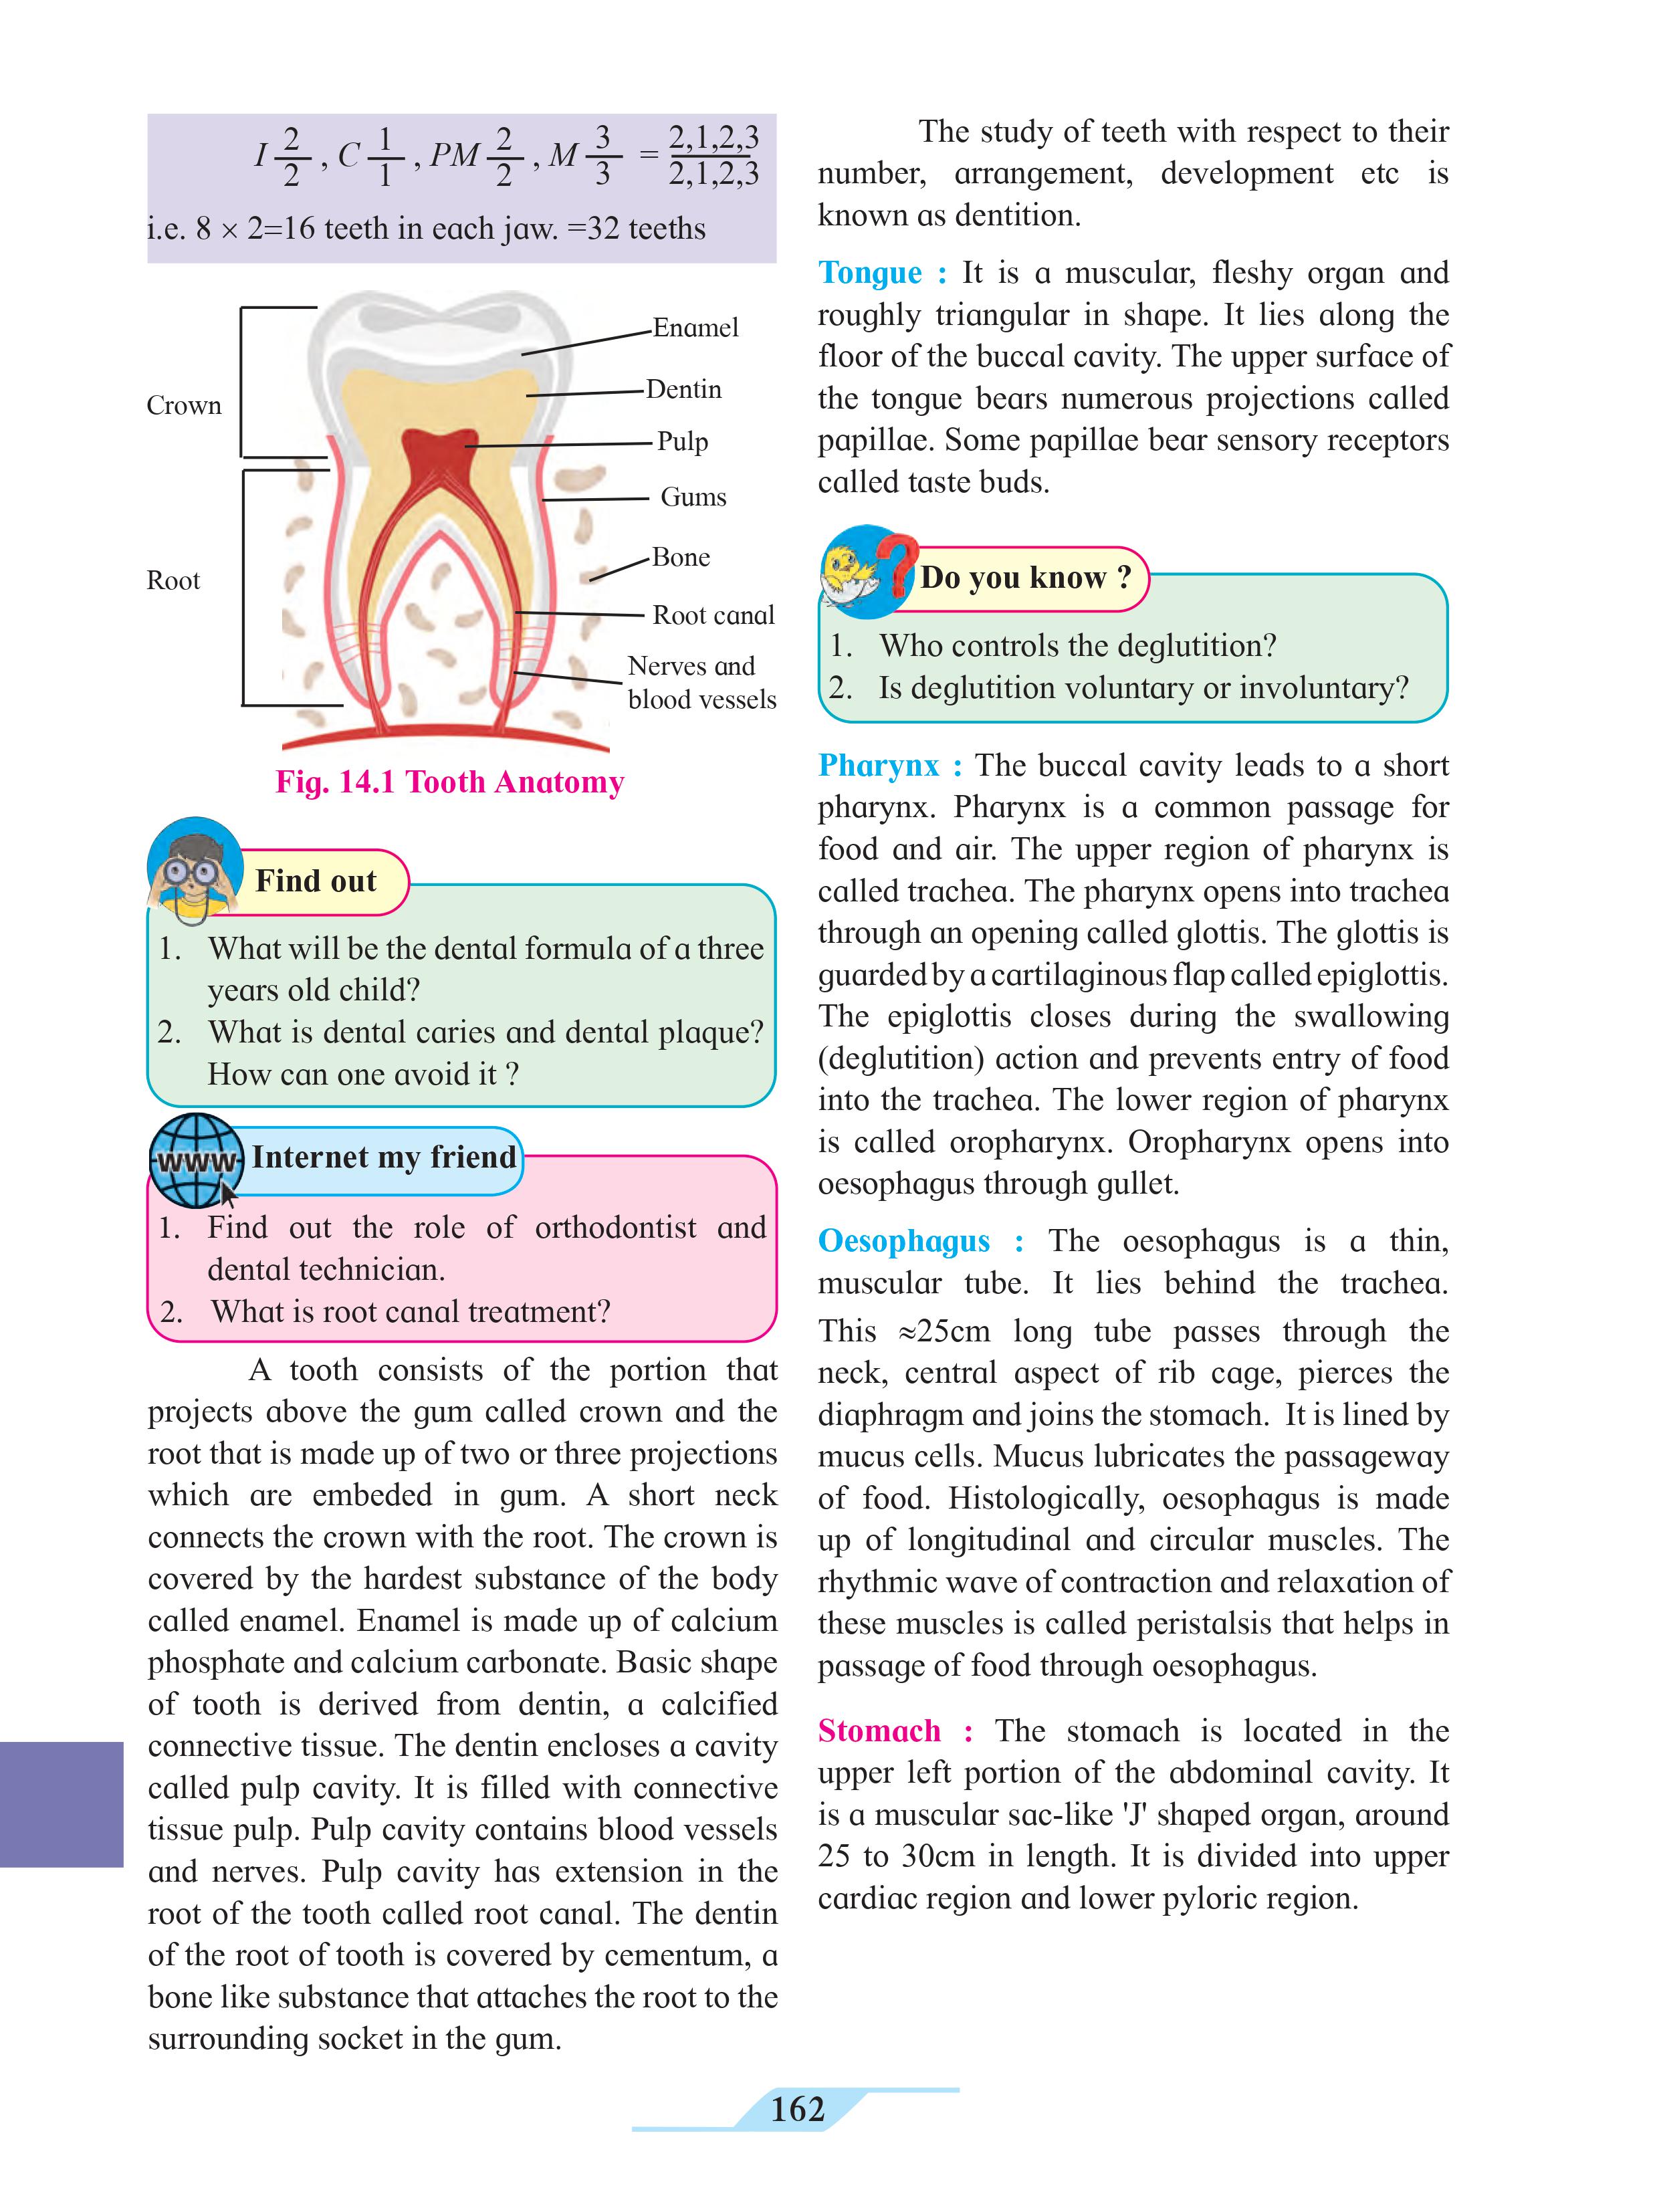 I 2/2 , C 1/1 , PM 2/2 , M 3/3 = 2,1,2,3/2,1,2,3
i.e. 8 × 2=16 teeth in each jaw. =32 teeths
Enamel
Dentin
Crown
Pulp
Gums
Bone
Root
Root canal
Nerves and
blood vessels
Fig. 14.1 Tooth Anatomy
Find out
1. What will be the dental formula of a three
years old child?
2. What is dental caries and dental plaque?
How can one avoid it ?
www
Internet my friend
1. Find out the role of orthodontist and
dental technician.
2. What is root canal treatment?
A tooth consists of the portion that
projects above the gum called crown and the
root that is made up of two or three projections
which are embeded in gum. A short neck
connects the crown with the root. The crown is
covered by the hardest substance of the body
called enamel. Enamel is made up of calcium
phosphate and calcium carbonate. Basic shape
of tooth is derived from dentin, a calcified
connective tissue. The dentin encloses a cavity
called pulp cavity. It is filled with connective
tissue pulp. Pulp cavity contains blood vessels
and nerves. Pulp cavity has extension in the
root of the tooth called root canal. The dentin
of the root of tooth is covered by cementum, a
bone like substance that attaches the root to the
surrounding socket in the gum.
The study of teeth with respect to their
number, arrangement, development etc is
known as dentition.
Tongue : It is a muscular, fleshy organ and
roughly triangular in shape. It lies along the
floor of the buccal cavity. The upper surface of
the tongue bears numerous projections called
papillae. Some papillae bear sensory receptors
called taste buds.
Do you know ?
1. Who controls the deglutition?
2. Is deglutition voluntary or involuntary?
Pharynx : The buccal cavity leads to a short
pharynx. Pharynx is a common passage for
food and air. The upper region of pharynx is
called trachea. The pharynx opens into trachea
through an opening called glottis. The glottis is
guarded by a cartilaginous flap called epiglottis.
The epiglottis closes during the swallowing
(deglutition) action and prevents entry of food
into the trachea. The lower region of pharynx
is called oropharynx. Oropharynx opens into
oesophagus through gullet.
Oesophagus : The oesophagus is a thin,
muscular tube. It lies behind the trachea.
This ≈25cm long tube passes through the
neck, central aspect of rib cage, pierces the
diaphragm and joins the stomach. It is lined by
mucus cells. Mucus lubricates the passageway
of food. Histologically, oesophagus is made
up of longitudinal and circular muscles. The
rhythmic wave of contraction and relaxation of
these muscles is called peristalsis that helps in
passage of food through oesophagus.
Stomach : The stomach is located in the
upper left portion of the abdominal cavity. It
is a muscular sac-like 'J' shaped organ, around
25 to 30cm in length. It is divided into upper
cardiac region and lower pyloric region.
162